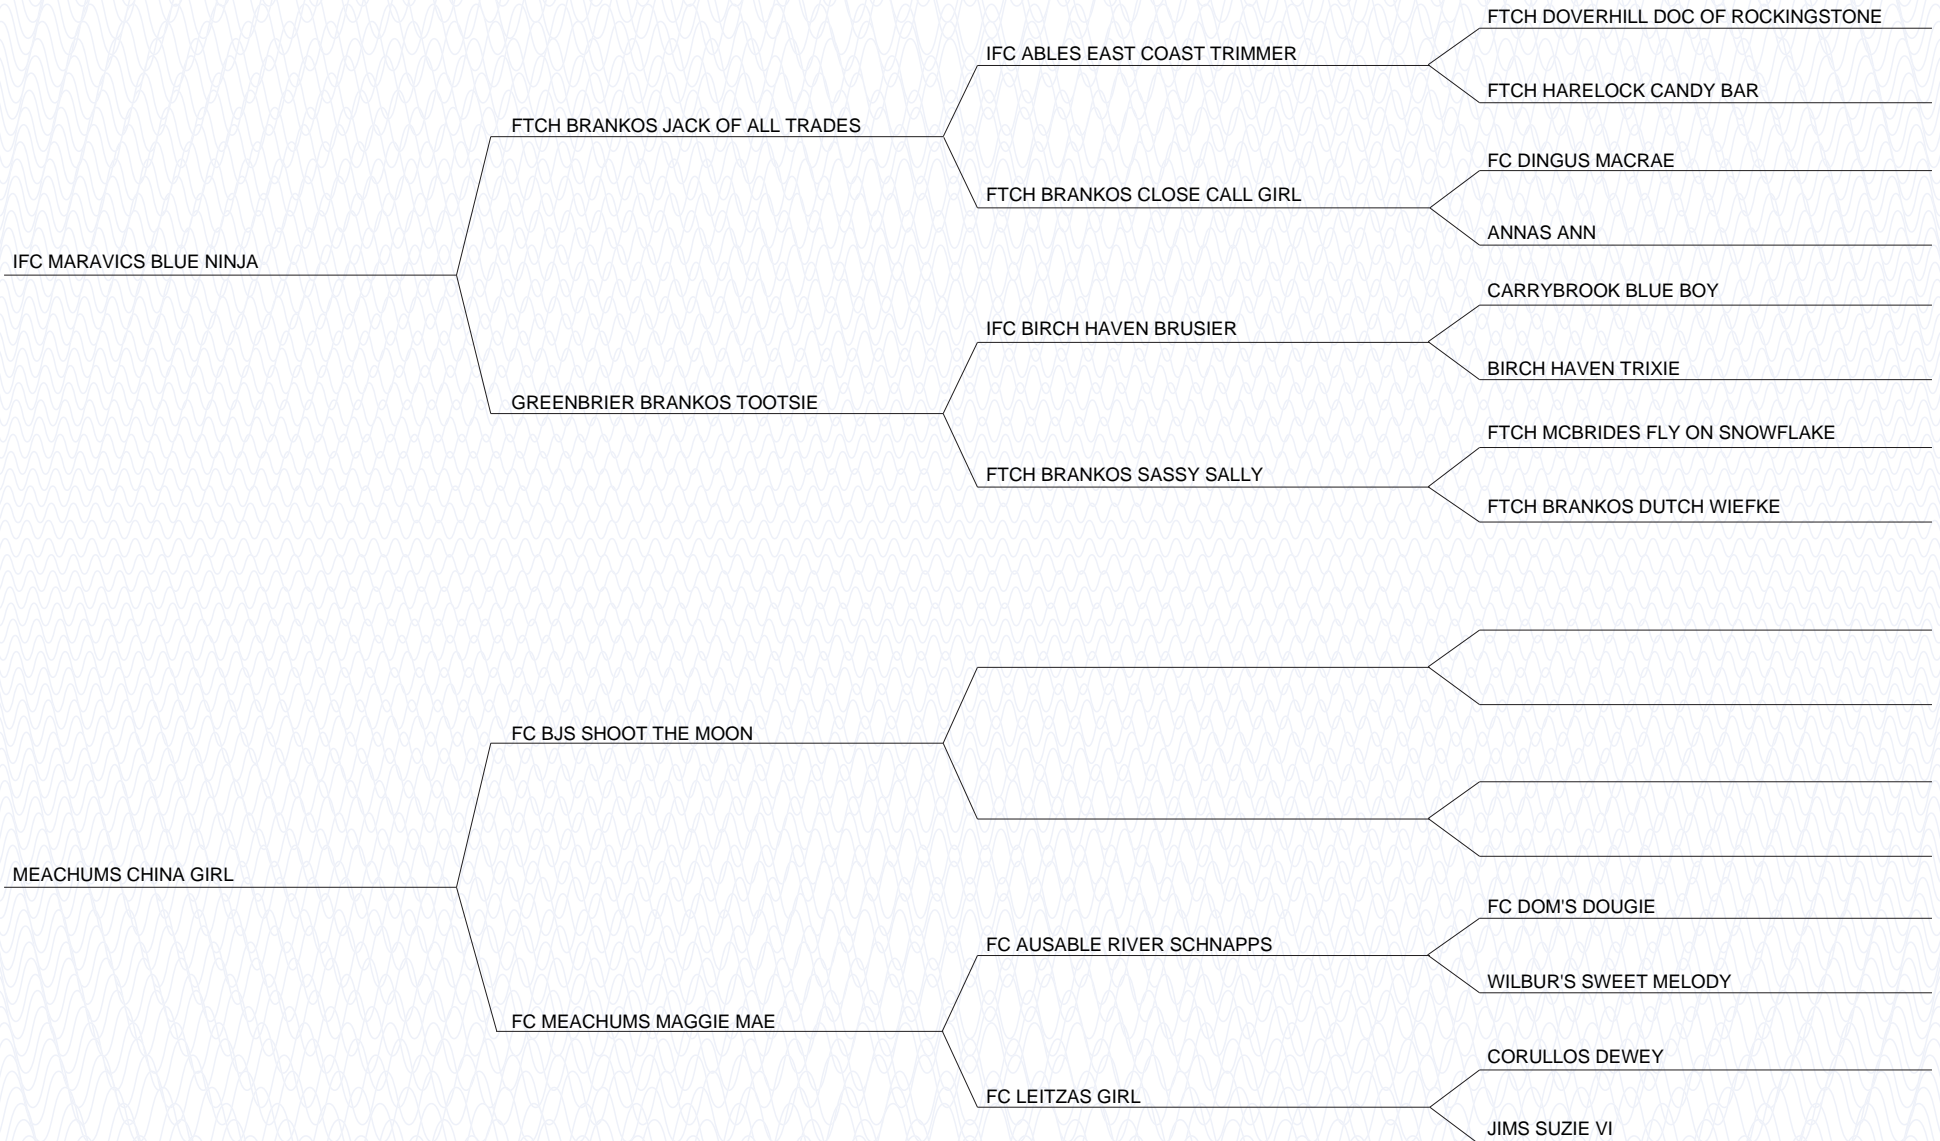 FTCH DOVERHILL DOC OF ROCKINGSTONE
IFC ABLES EAST COAST TRIMMER
FTCH HARELOCK CANDY BAR
FTCH BRANKOS JACK OF ALL TRADES
FC DINGUS MACRAE
FTCH BRANKOS CLOSE CALL GIRL
ANNAS ANN
IFC MARAVICS BLUE NINJA
CARRYBROOK BLUE BOY
IFC BIRCH HAVEN BRUSIER
BIRCH HAVEN TRIXIE
GREENBRIER BRANKOS TOOTSIE
FTCH MCBRIDES FLY ON SNOWFLAKE
FTCH BRANKOS SASSY SALLY
FTCH BRANKOS DUTCH WIEFKE
FC BJS SHOOT THE MOON
MEACHUMS CHINA GIRL
FC DOM'S DOUGIE
FC AUSABLE RIVER SCHNAPPS
WILBUR'S SWEET MELODY
FC MEACHUMS MAGGIE MAE
CORULLOS DEWEY
FC LEITZAS GIRL
JIMS SUZIE VI